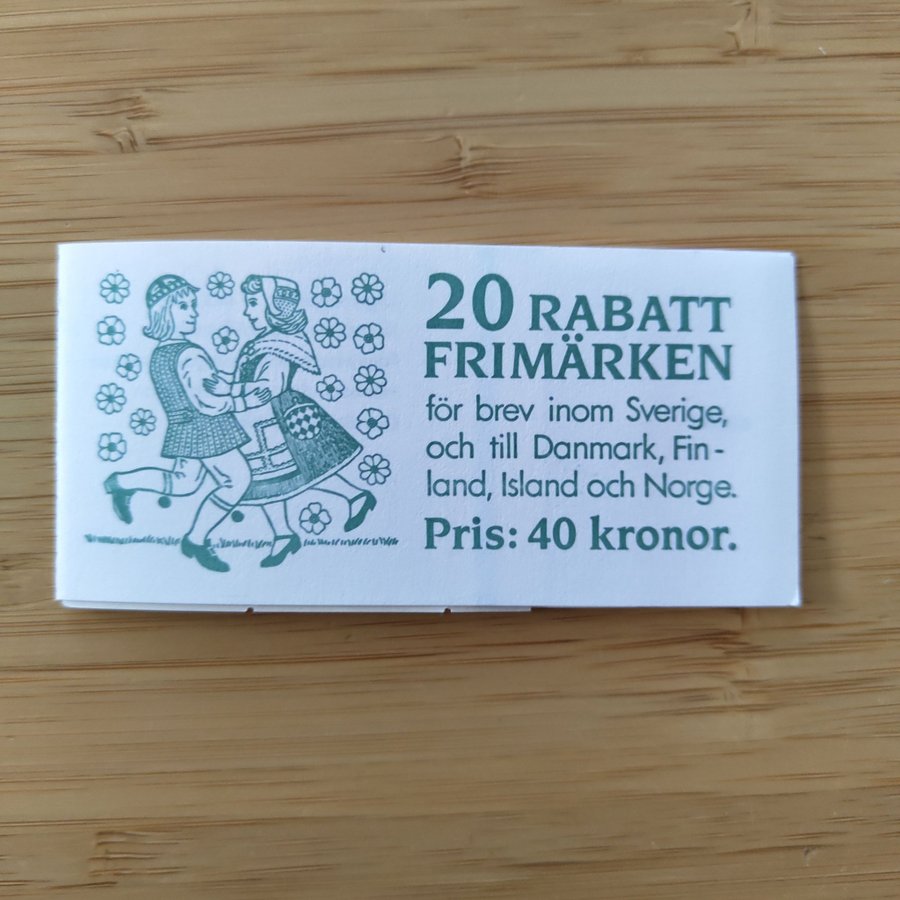 20 RABATT
FRIMÄRKEN
för brev inom Sverige,
och till Danmark, Fin-
land, Island och Norge.
Pris: 40 kronor.